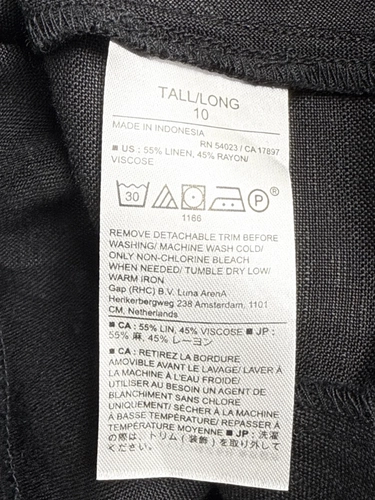 TALL/LONG
10
MADE IN INDONESIA
RN 54023 / CA 17897
■ US : 55% LINEN, 45% RAYON/
VISCOSE
30 P ®
1166
REMOVE DETACHABLE TRIM BEFORE
WASHING/ MACHINE WASH COLD/
ONLY NON-CHLORINE BLEACH
WHEN NEEDED/ TUMBLE DRY LOW/
WARM IRON
Gap (RHC) B.V. Luna ArenA
Herikerbergweg 238 Amsterdam, 1101
CM, Netherlands
■ CA : 55% LIN, 45% VISCOSE ■ JP :
55% 麻, 45% レーヨン
■ CA : RETIREZ LA BORDURE
AMOVIBLE AVANT LE LAVAGE/ LAVER À
LA MACHINE À L'EAU FROIDE/
UTILISER AU BESOIN UN AGENT DE
BLANCHIMENT SANS CHLORE
UNIQUEMENT/ SÉCHER À LA MACHINE
À BASSE TEMPÉRATURE/ REPASSER À
TEMPÉRATURE MOYENNE ■ JP : 洗濯
の際は、トリム(装飾)を取り外して
ください。